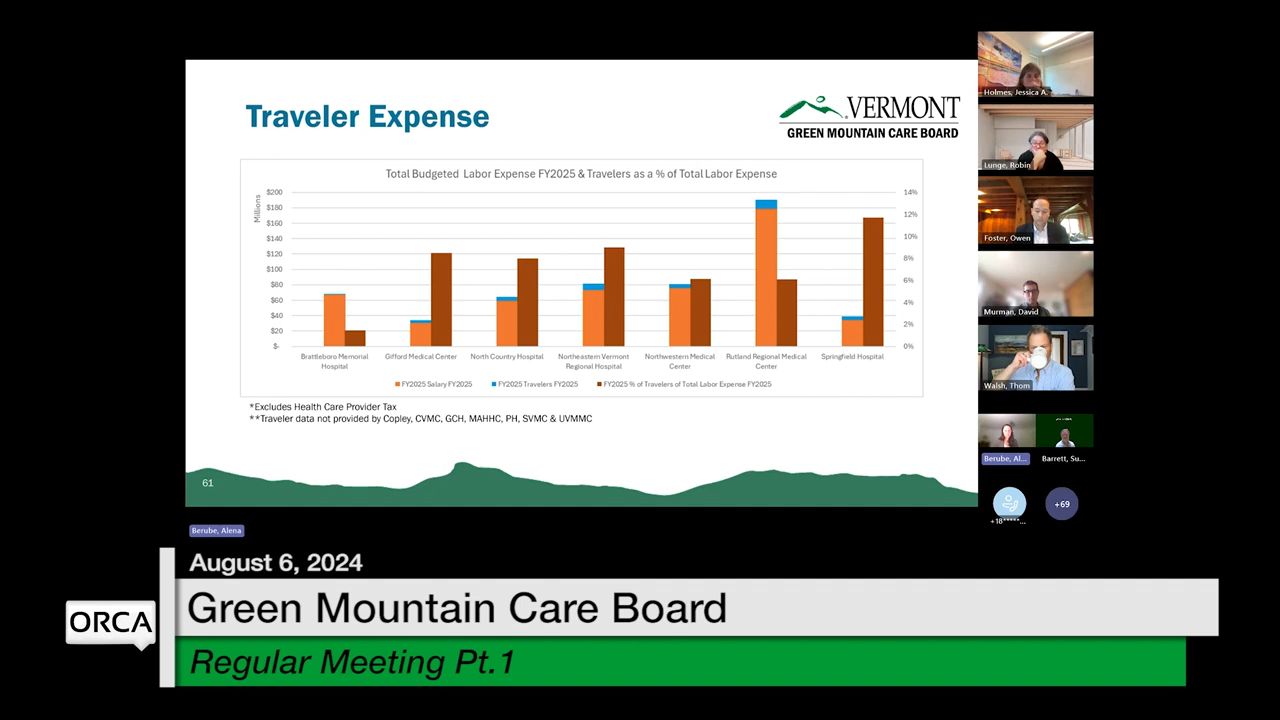 Traveler Expense
VERMONT
GREEN MOUNTAIN CARE BOARD
Total Budgeted Labor Expense FY2025 & Travelers as a % of Total Labor Expense
Millions
$200
$180
$160
$140
$120
$100
$80
$60
$40
$20
$-
14%
12%
10%
8%
6%
4%
2%
0%
Brattleboro Memorial
Hospital
Gifford Medical Center
North Country Hospital
Northeastern Vermont
Regional Hospital
Northwestern Medical
Center
Rutland Regional Medical
Center
Springfield Hospital
FY2025 Salary FY2025
FY2025 Travelers FY2025
FY2025 % of Travelers of Total Labor Expense FY2025
*Excludes Health Care Provider Tax
**Traveler data not provided by Copley, CVMC, GCH, MAHHC, PH, SVMC & UVMMC
61
Holmes, Jessica A.
Lunge, Robin
Foster, Owen
Murman, David
Walsh, Thom
Berube, Al...
Barrett, Su...
+18*****...
+69
Berube, Alena
August 6, 2024
ORCA
Green Mountain Care Board
Regular Meeting Pt.1